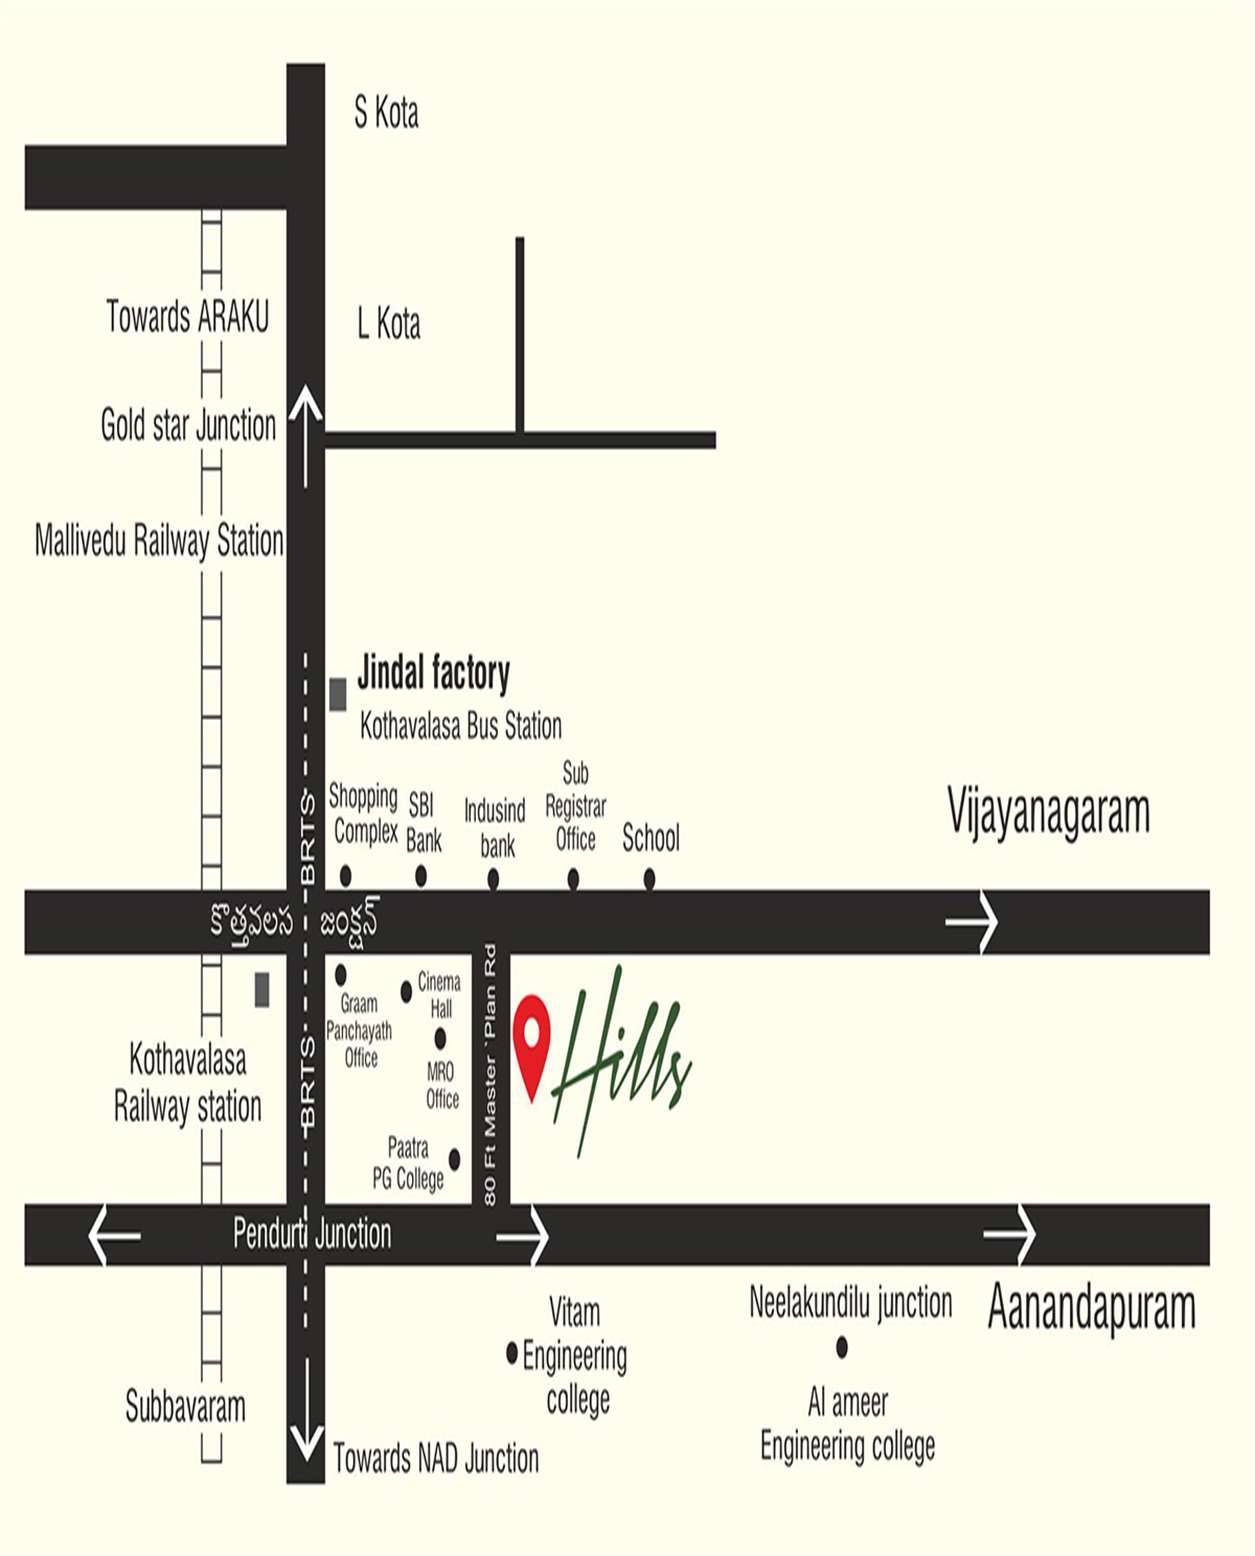 S Kota
Towards ARAKU
L Kota
Gold star Junction
Mallivedu Railway Station
Jindal factory
Kothavalasa Bus Station
Shopping
Complex
SBI
Bank
Indusind
bank
Sub
Registrar
Office
School
Vijayanagaram
BRTS
కొత్తవలస జంక్షన్
Graam
Panchayath
Office
Cinema
Hall
MRO
Office
Paatra
PG College
80 Ft Master `Plan Rd
Hills
Kothavalasa
Railway station
BRTS
Pendurti Junction
Vitam
Engineering
college
Neelakundilu junction
Aanandapuram
Al ameer
Engineering college
Subbavaram
Towards NAD Junction